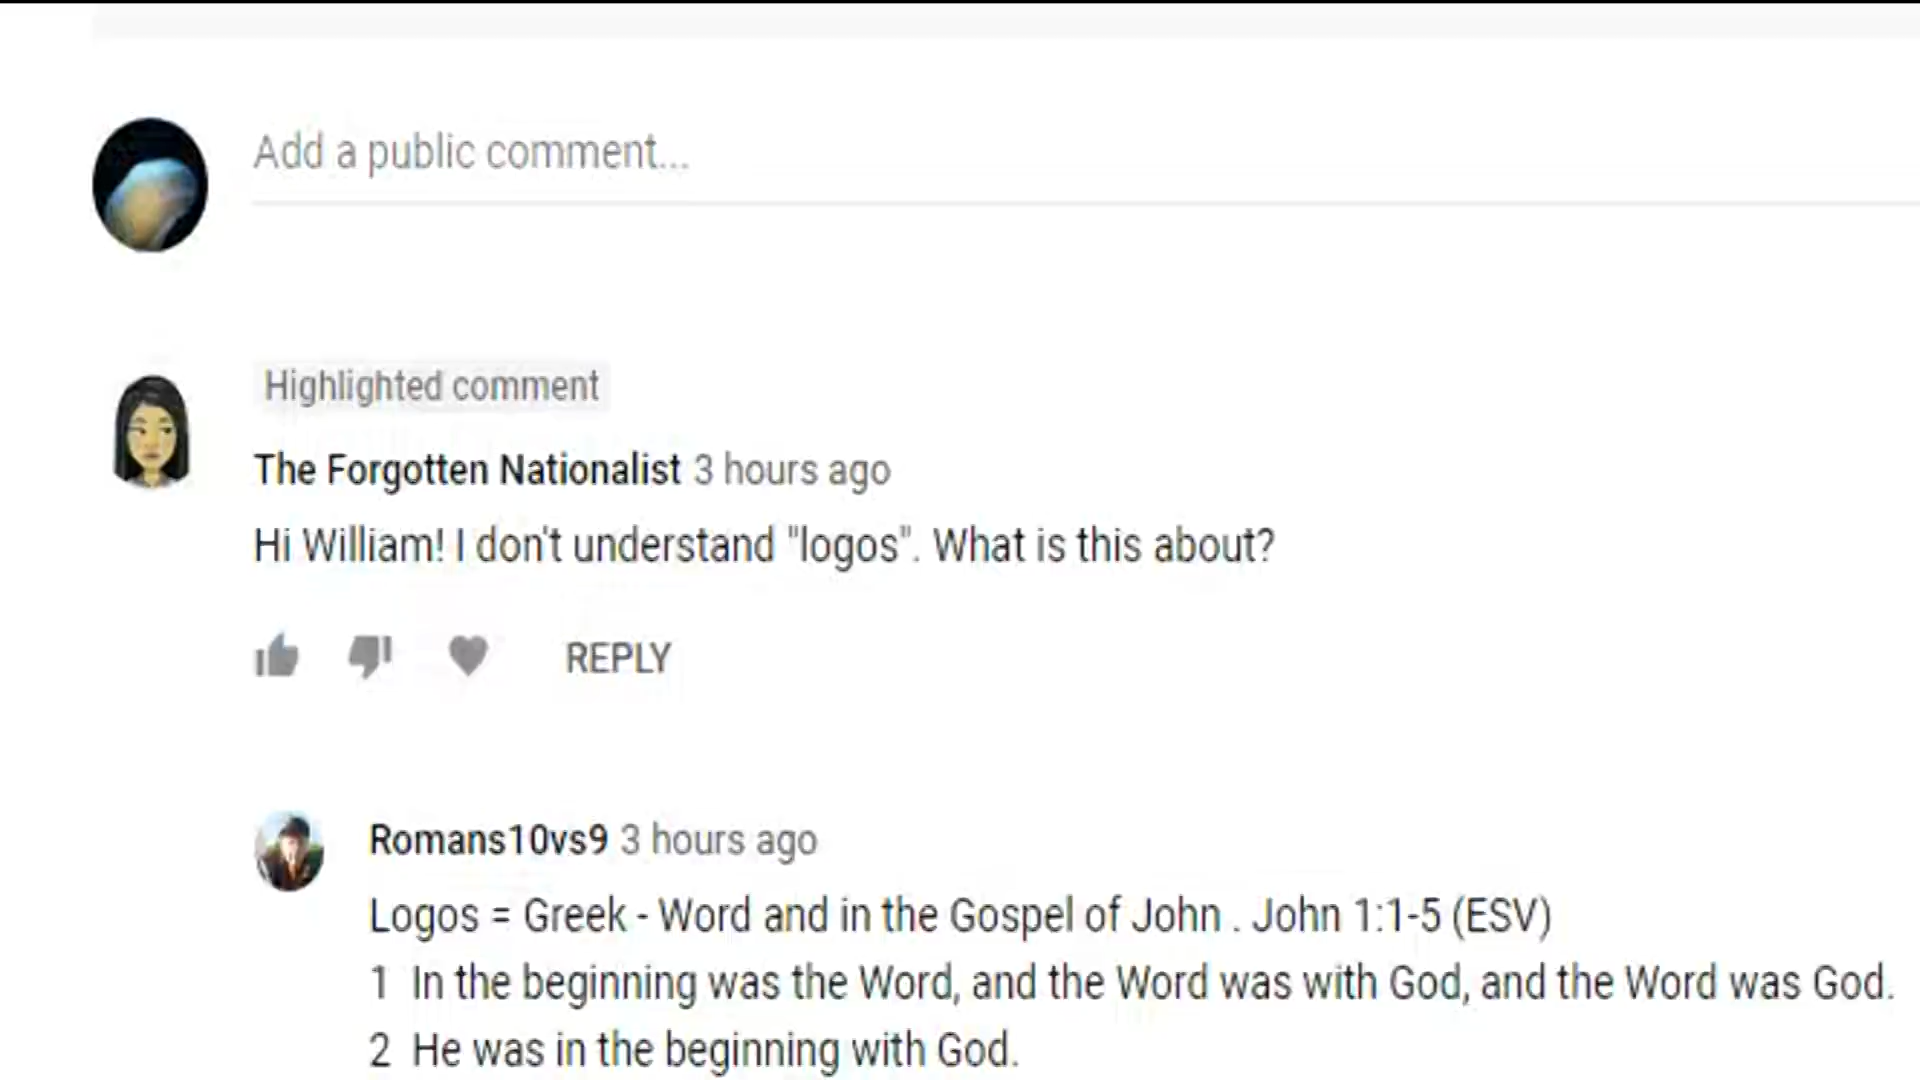 Add a public comment...
Highlighted comment
The Forgotten Nationalist 3 hours ago
Hi William! I don't understand "logos". What is this about?
REPLY
Romans10vs9 3 hours ago
Logos = Greek - Word and in the Gospel of John . John 1:1-5 (ESV)
1 In the beginning was the Word, and the Word was with God, and the Word was God.
2 He was in the beginning with God.